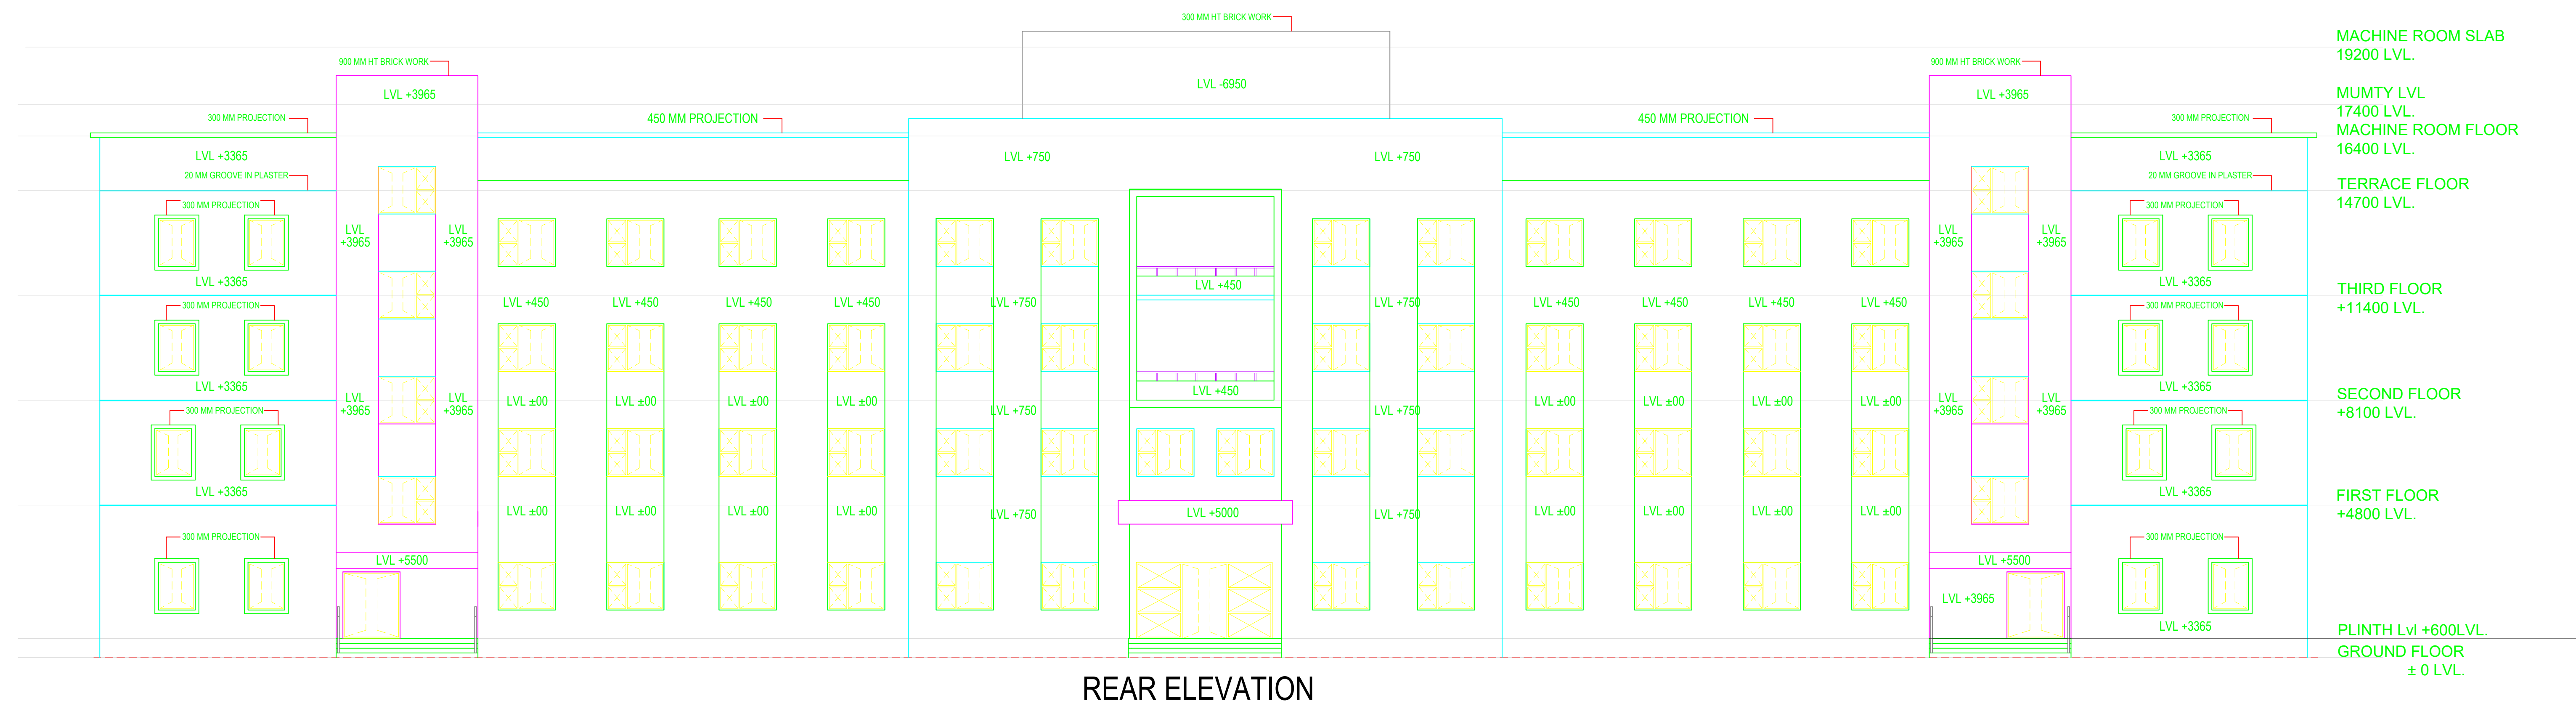 300 MM HT BRICK WORK
MACHINE ROOM SLAB
19200 LVL.
900 MM HT BRICK WORK
900 MM HT BRICK WORK
LVL -6950
LVL +3965
LVL +3965
MUMTY LVL
17400 LVL.
300 MM PROJECTION
450 MM PROJECTION
450 MM PROJECTION
300 MM PROJECTION
MACHINE ROOM FLOOR
16400 LVL.
LVL +3365
LVL +750
LVL +750
LVL +3365
20 MM GROOVE IN PLASTER
20 MM GROOVE IN PLASTER
TERRACE FLOOR
14700 LVL.
300 MM PROJECTION
300 MM PROJECTION
LVL
+3965
LVL
+3965
LVL
+3965
LVL
+3965
LVL +3365
LVL +450
LVL +3365
THIRD FLOOR
+11400 LVL.
300 MM PROJECTION
LVL +450
LVL +450
LVL +450
LVL +450
LVL +750
LVL +750
LVL +450
LVL +450
LVL +450
LVL +450
300 MM PROJECTION
LVL +3365
LVL +450
LVL +3365
SECOND FLOOR
+8100 LVL.
LVL
+3965
LVL
+3965
LVL ±00
LVL ±00
LVL ±00
LVL ±00
LVL +750
LVL +750
LVL ±00
LVL ±00
LVL ±00
LVL ±00
LVL
+3965
LVL
+3965
300 MM PROJECTION
300 MM PROJECTION
LVL +3365
LVL +3365
FIRST FLOOR
+4800 LVL.
LVL ±00
LVL ±00
LVL ±00
LVL ±00
LVL +750
LVL +5000
LVL +750
LVL ±00
LVL ±00
LVL ±00
LVL ±00
300 MM PROJECTION
300 MM PROJECTION
LVL +5500
LVL +5500
LVL +3965
LVL +3365
PLINTH Lvl +600LVL.
GROUND FLOOR
± 0 LVL.
REAR ELEVATION